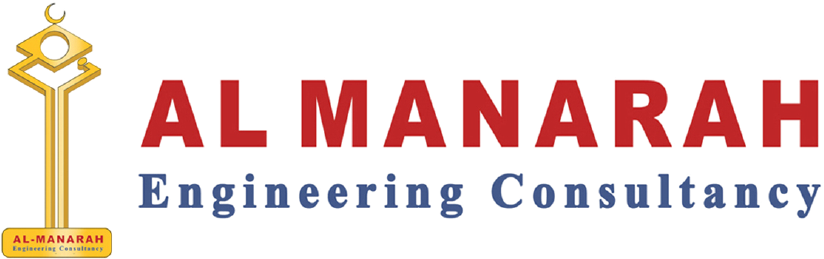 AL MANARAH
Engineering Consultancy
AL-MANARAH
Engineering Consultancy